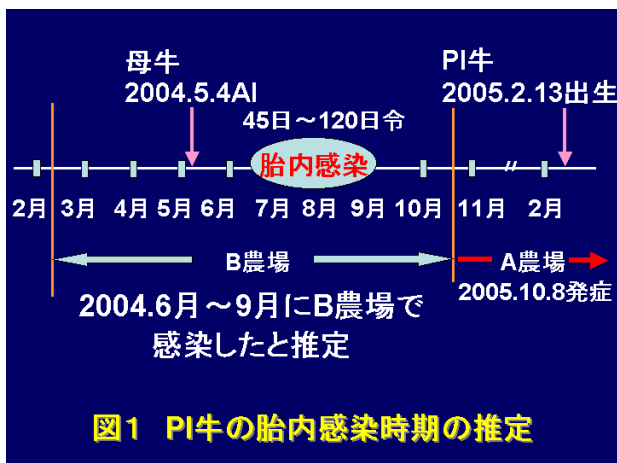 母牛
2004.5.4AI
PI牛
2005.2.13出生
45日～120日令
胎内感染
2月 3月 4月 5月 6月 7月 8月 9月 10月 11月 2月
B農場
A農場
2005.10.8発症
2004.6月～9月にB農場で
感染したと推定
図1 PI牛の胎内感染時期の推定